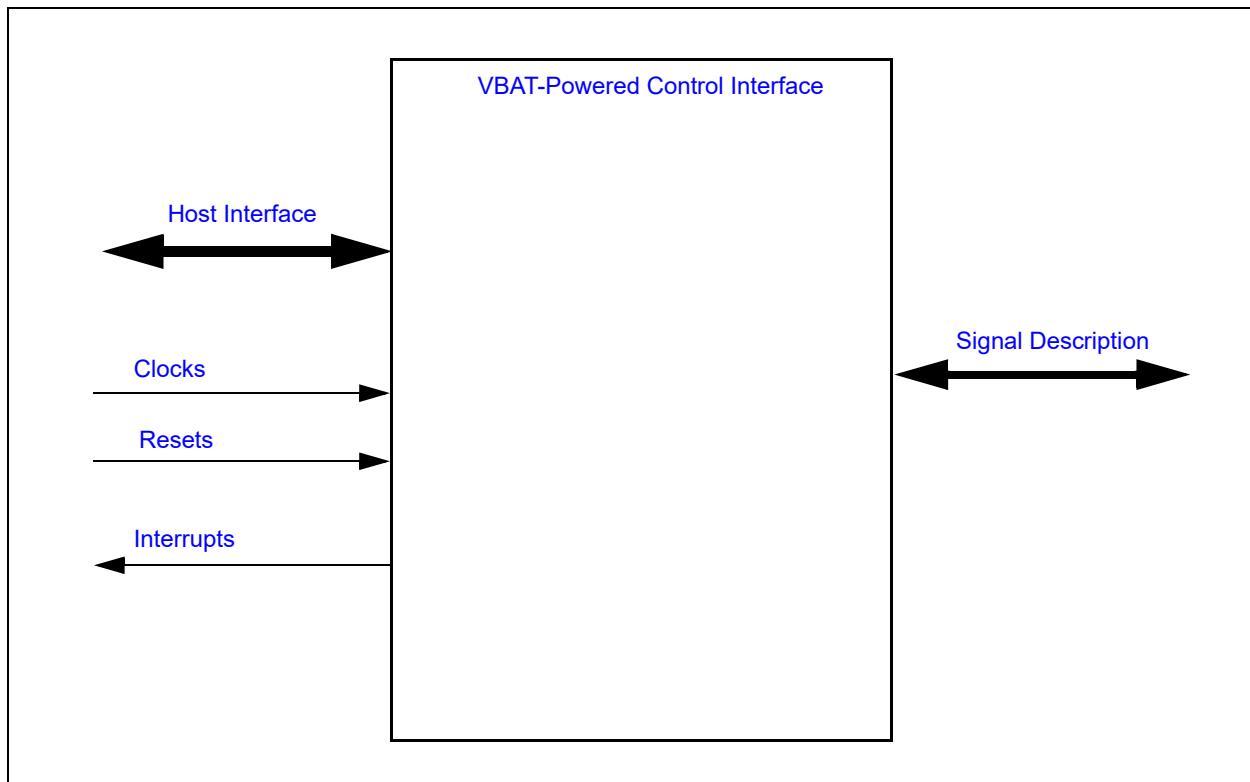 VBAT-Powered Control Interface
Host Interface
Signal Description
Clocks
Resets
Interrupts